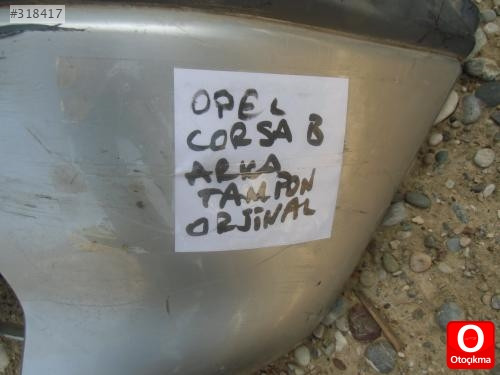 #318417
OPEL
CORSA B
ARKA
TAMPON
ORJİNAL
O
Otoçıkma